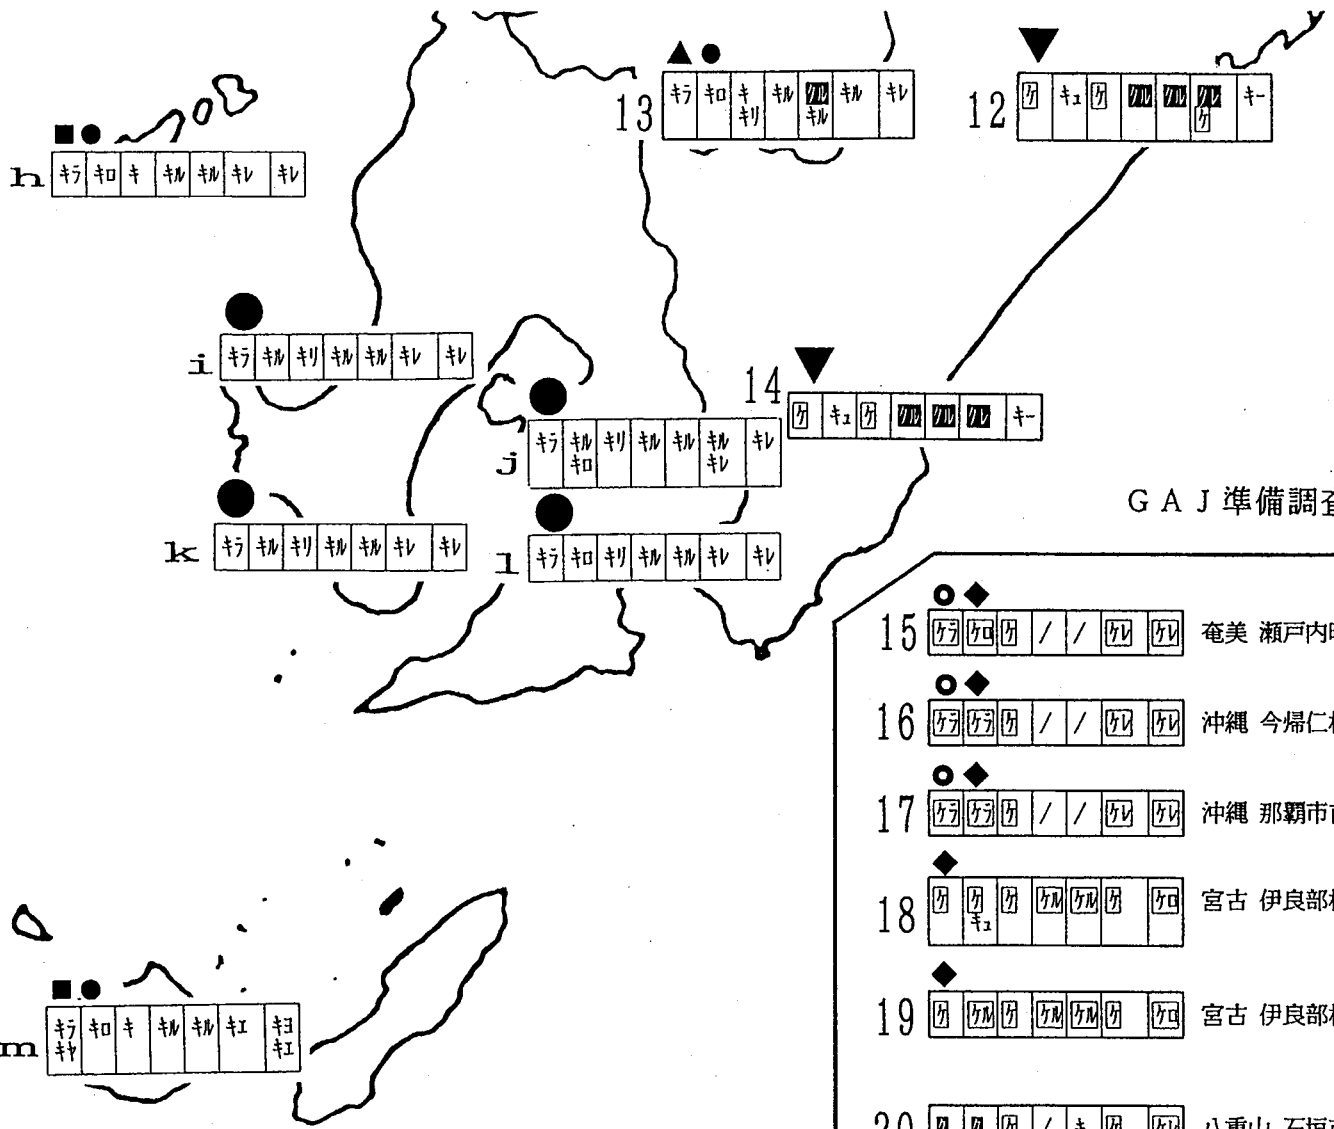 13 キラ キロ キ キル クル キル キレ
キリ キル
12 ケ キュ ケ クル クル クレ キー
ケ
h キラ キロ キ キル キル キレ キレ
i キラ キル キリ キル キル キレ キレ
14 ケ キュ ケ クル クル クレ キー
j キラ キル キリ キル キル キル キレ
キロ キレ
k キラ キル キリ キル キル キレ キレ
l キラ キロ キリ キル キル キレ キレ
GAJ準備調査
15 ケラ ケロ ケ / / ケレ ケレ 奄美 瀬戸内
16 ケラ ケラ ケ / / ケレ ケレ 沖縄 今帰仁
17 ケラ ケラ ケ / / ケレ ケレ 沖縄 那覇市
18 ケ ケ ケ ケル ケル ケ ケロ 宮古 伊良部
キュ
19 ケ ケル ケ ケル ケル ケ ケロ 宮古 伊良部
m キラ キロ キ キル キル キエ キヨ
キヤ キエ
20 八重山 石垣